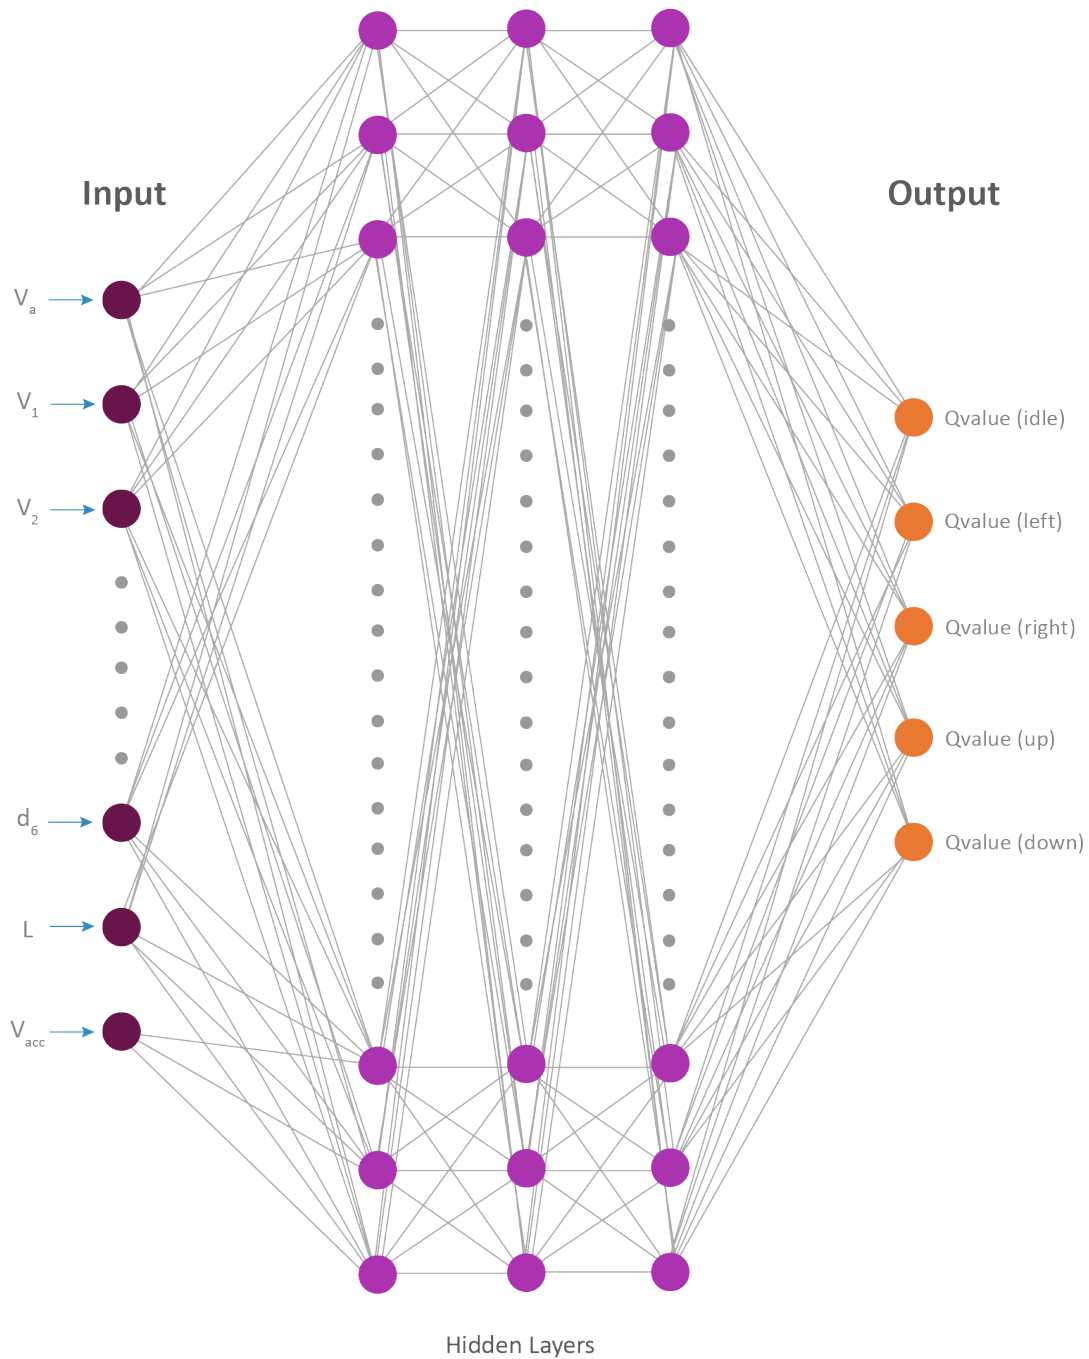 Input
Output
Va
V1
V2
d6
L
Vacc
Qvalue (idle)
Qvalue (left)
Qvalue (right)
Qvalue (up)
Qvalue (down)
Hidden Layers